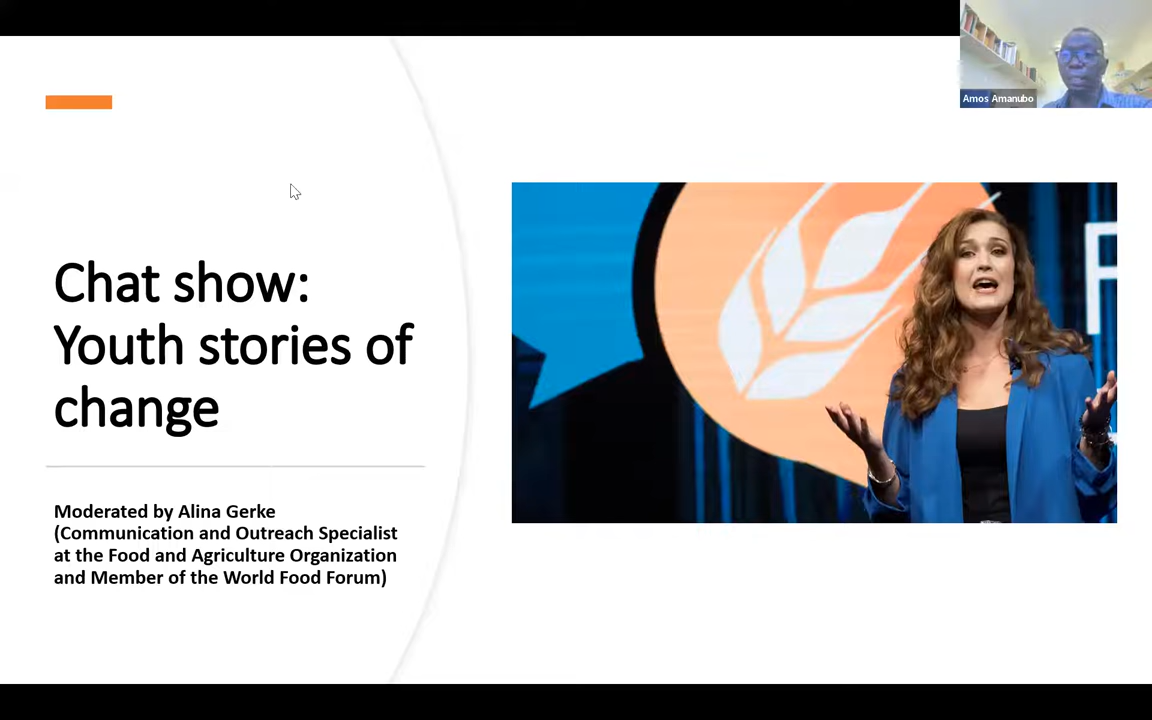 Amos Amanubo
Chat show:
Youth stories of
change
Moderated by Alina Gerke
(Communication and Outreach Specialist
at the Food and Agriculture Organization
and Member of the World Food Forum)